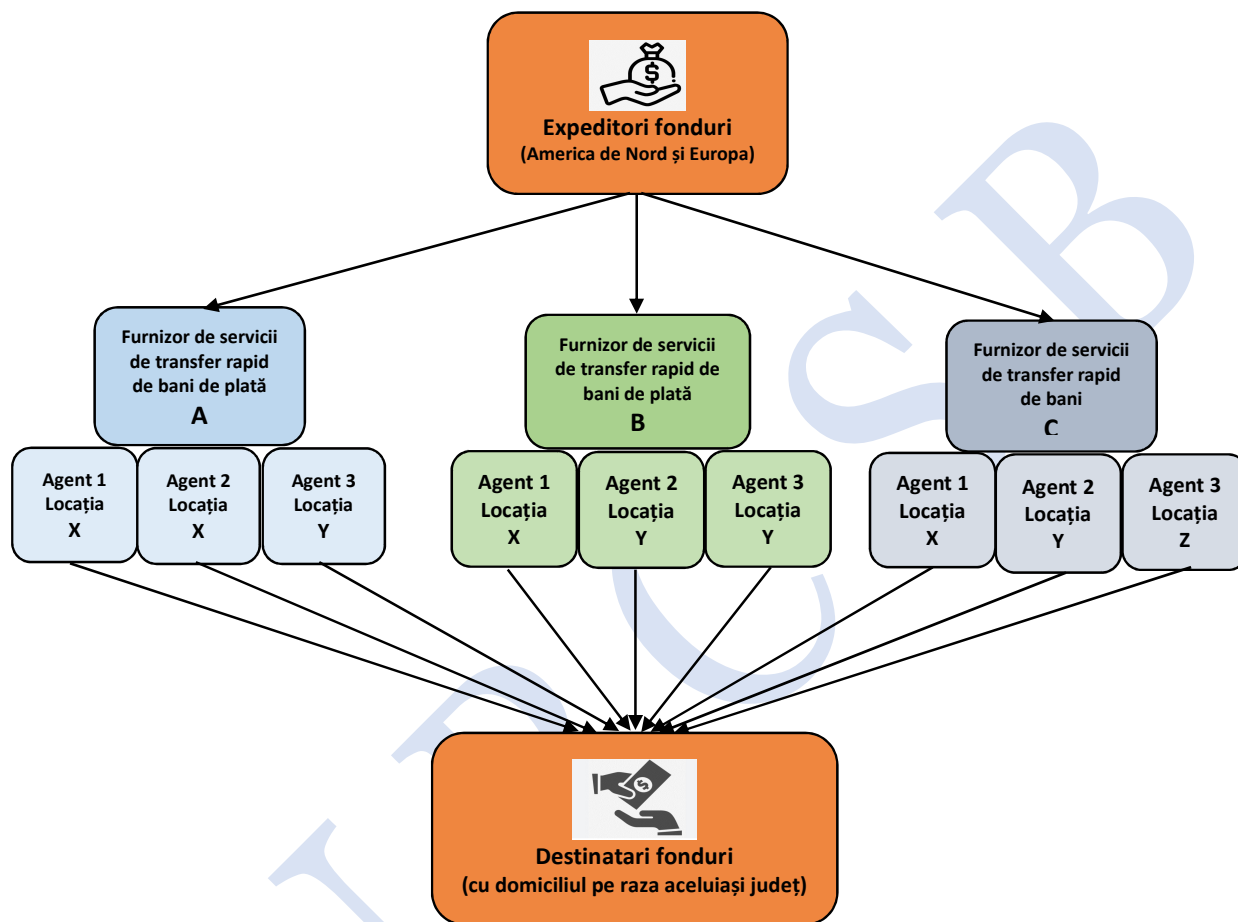 Expeditori fonduri
(America de Nord și Europa)
Furnizor de servicii
de transfer rapid
de bani de plată
A
Furnizor de servicii
de transfer rapid de
bani de plată
B
Furnizor de servicii
de transfer rapid
de bani
C
Agent 1
Locația
X
Agent 2
Locația
X
Agent 3
Locația
Y
Agent 1
Locația
X
Agent 2
Locația
Y
Agent 3
Locația
Y
Agent 1
Locația
X
Agent 2
Locația
Y
Agent 3
Locația
Z
Destinatari fonduri
(cu domiciliul pe raza aceluiași județ)